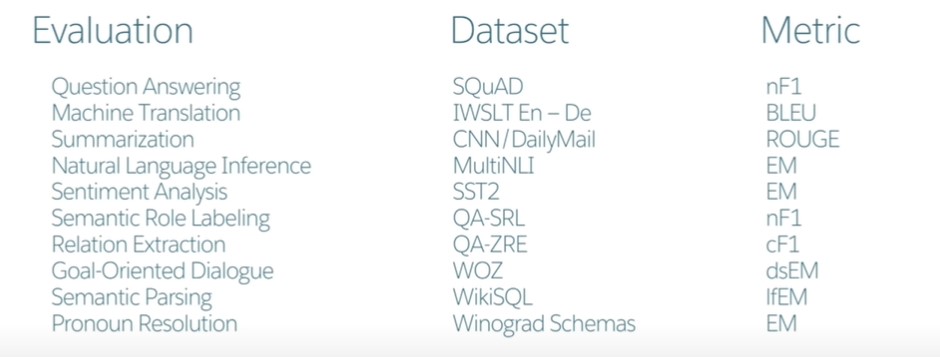 Evaluation Dataset Metric
Question Answering SQuAD nF1
Machine Translation IWSLT En – De BLEU
Summarization CNN/DailyMail ROUGE
Natural Language Inference MultiNLI EM
Sentiment Analysis SST2 EM
Semantic Role Labeling QA-SRL nF1
Relation Extraction QA-ZRE cF1
Goal-Oriented Dialogue WOZ dsEM
Semantic Parsing WikiSQL lfEM
Pronoun Resolution Winograd Schemas EM